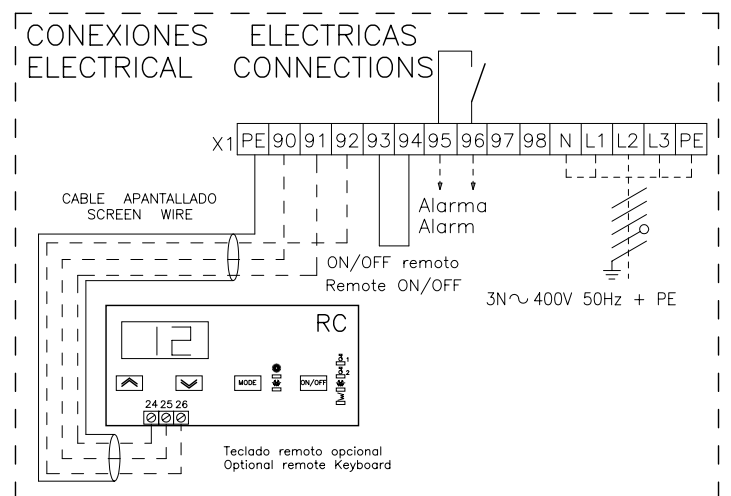 CONEXIONES ELECTRICAS
ELECTRICAL CONNECTIONS
X1 PE 90 91 92 93 94 95 96 97 98 N L1 L2 L3 PE
CABLE APANTALLADO
SCREEN WIRE
Alarma
Alarm
ON/OFF remoto
Remote ON/OFF
3N∿400V 50Hz + PE
RC
12
MODE
ON/OFF
1
2
24 25 26
Teclado remoto opcional
Optional remote Keyboard